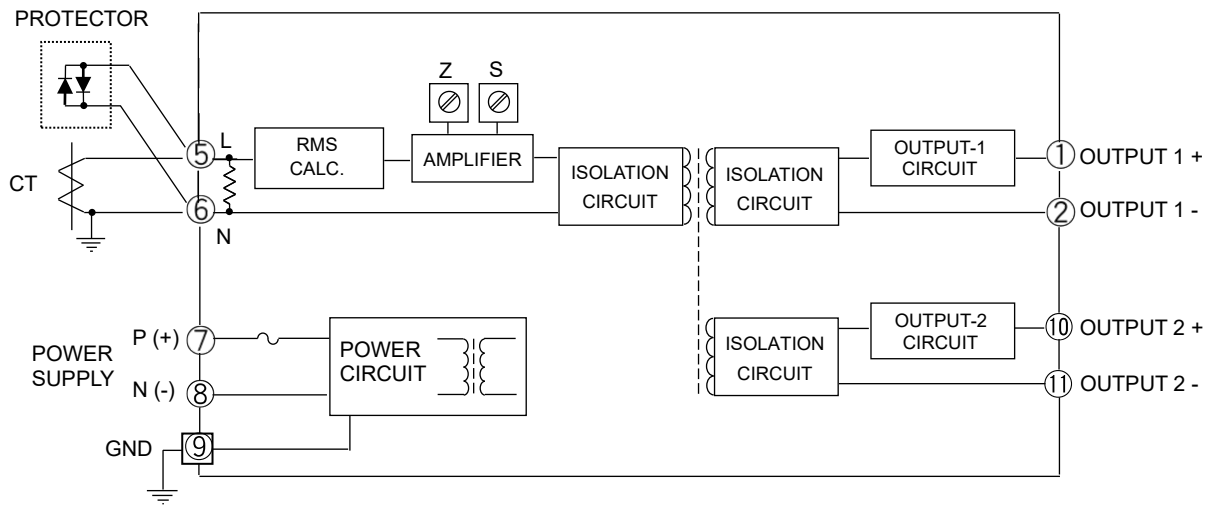 PROTECTOR
Z S
5 L
RMS
CALC.
AMPLIFIER
ISOLATION
CIRCUIT
ISOLATION
CIRCUIT
OUTPUT-1
CIRCUIT
1 OUTPUT 1 +
CT
6
N
2 OUTPUT 1 -
POWER
SUPPLY
P (+) 7
N (-) 8
POWER
CIRCUIT
ISOLATION
CIRCUIT
OUTPUT-2
CIRCUIT
10 OUTPUT 2 +
11 OUTPUT 2 -
GND 9